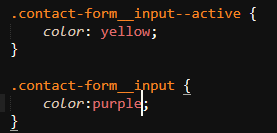 .contact-form__input--active {
    color: yellow;
}

.contact-form__input {
    color:purple;
}